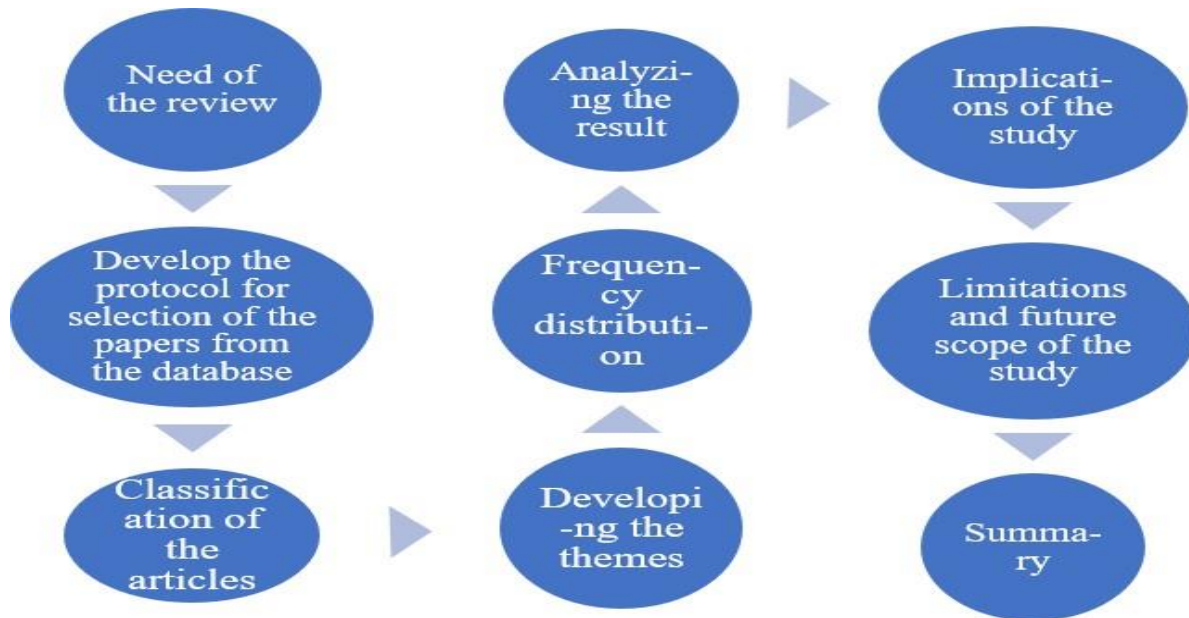 Need of
the review
Develop the
protocol for
selection of the
papers from
the database
Classific
ation of
the
articles
Developi
-ng the
themes
Frequen-
cy
distributi-
on
Analyzi-
ng the
result
Implicati-
ons of the
study
Limitations
and future
scope of the
study
Summa-
ry